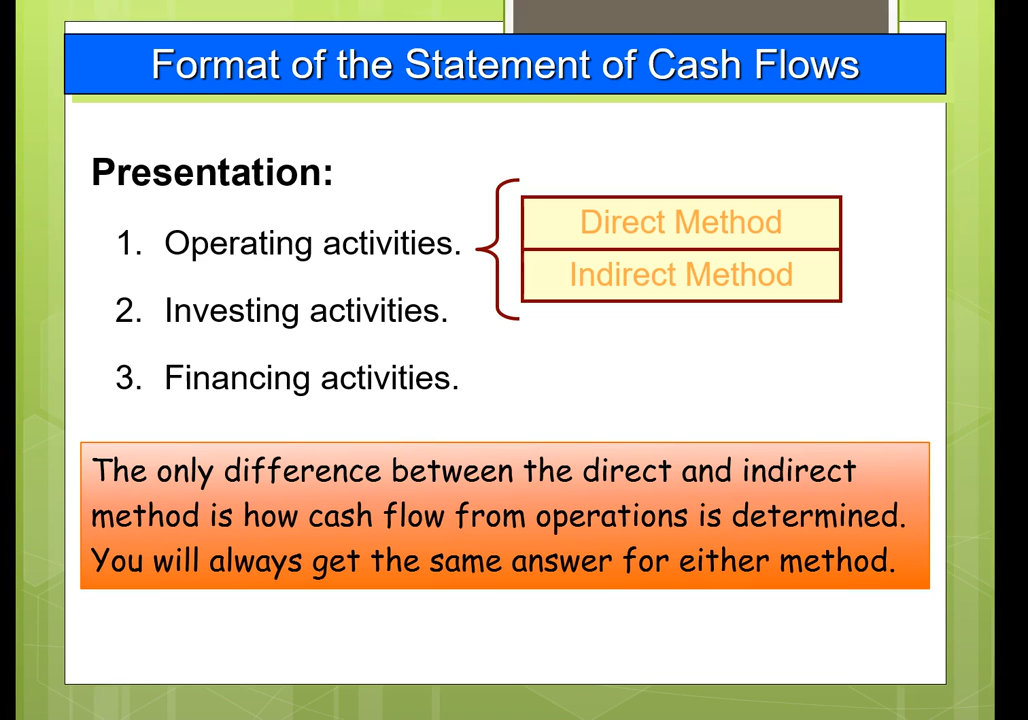 Format of the Statement of Cash Flows
Presentation:
1. Operating activities.
Direct Method
Indirect Method
2. Investing activities.
3. Financing activities.
The only difference between the direct and indirect
method is how cash flow from operations is determined.
You will always get the same answer for either method.